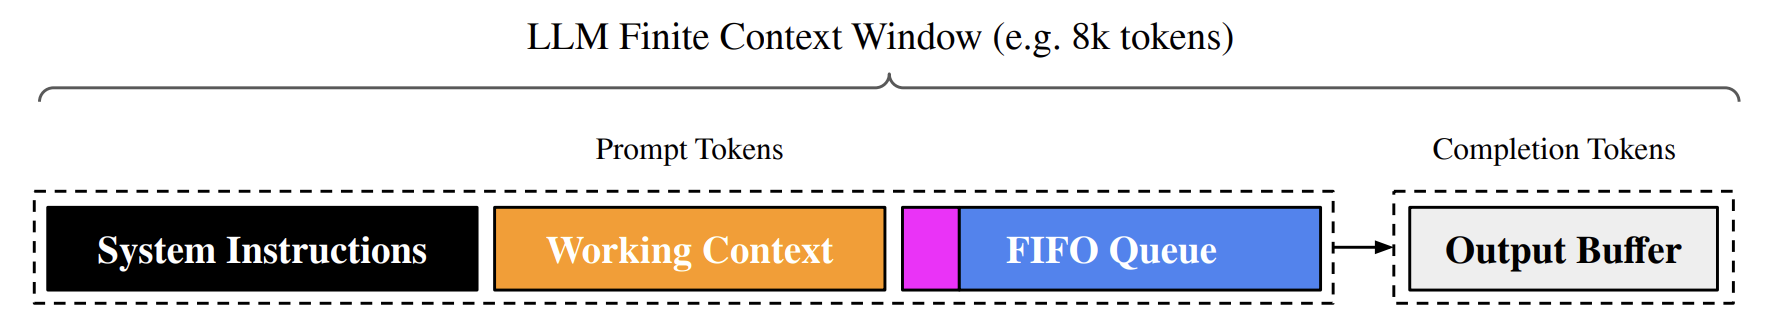 LLM Finite Context Window (e.g. 8k tokens)
Prompt Tokens
Completion Tokens
System Instructions
Working Context
FIFO Queue
Output Buffer